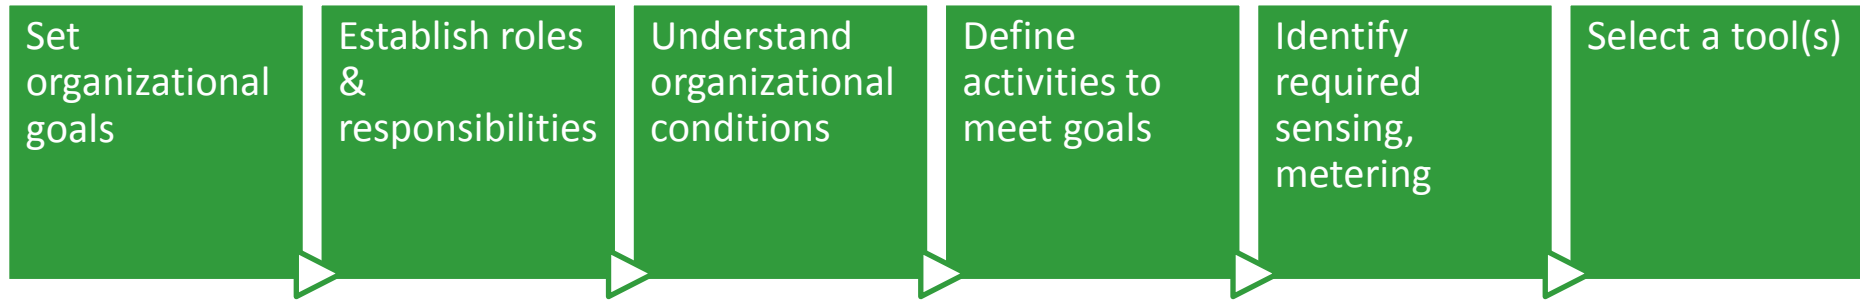 Set
organizational
goals
Establish roles
&
responsibilities
Understand
organizational
conditions
Define
activities to
meet goals
Identify
required
sensing,
metering
Select a tool(s)